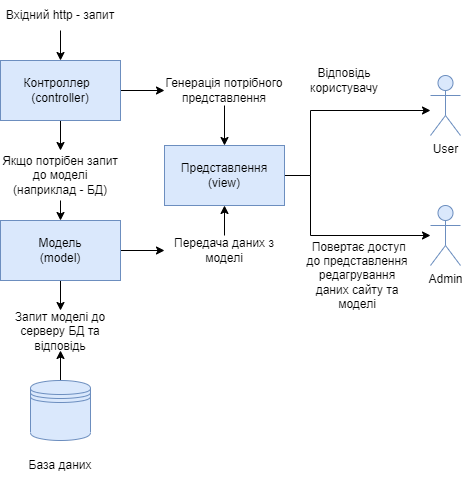 Вхідний http - запит
Контроллер
(controller)
Генерація потрібного
представлення
Відповідь
користувачу
User
Якщо потрібен запит
до моделі
(наприклад - БД)
Представлення
(view)
Модель
(model)
Передача даних з
моделі
Повертає доступ
до представлення
редагрування
даних сайту та
моделі
Admin
Запит моделі до
серверу БД та
відповідь
База даних